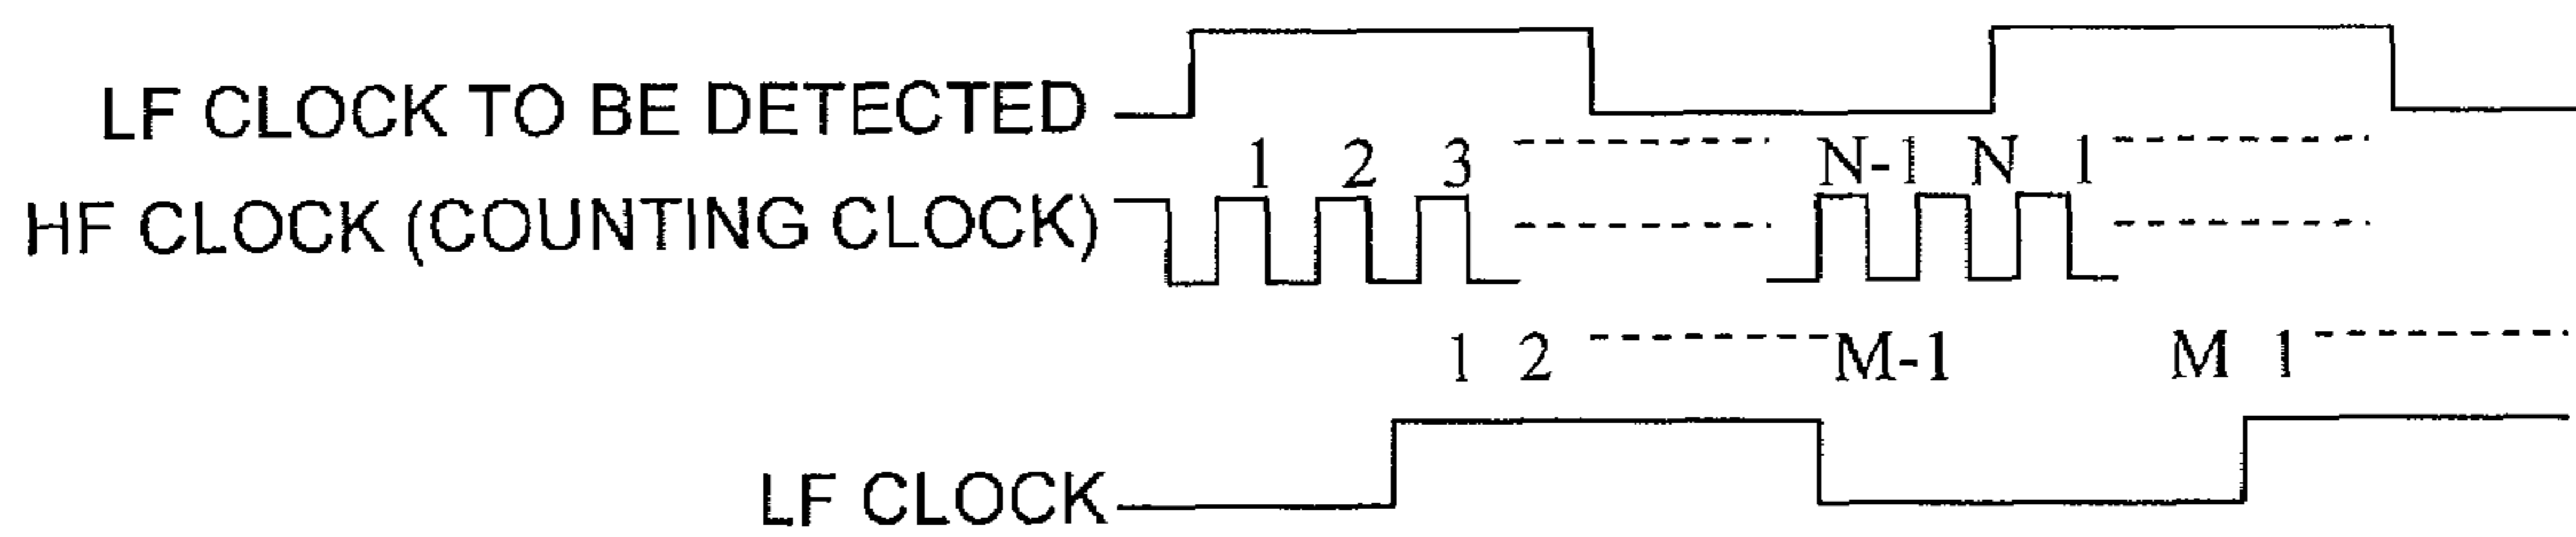 LF CLOCK TO BE DETECTED
1 2 3 N-1 N 1
HF CLOCK (COUNTING CLOCK)
1 2 M-1 M 1
LF CLOCK